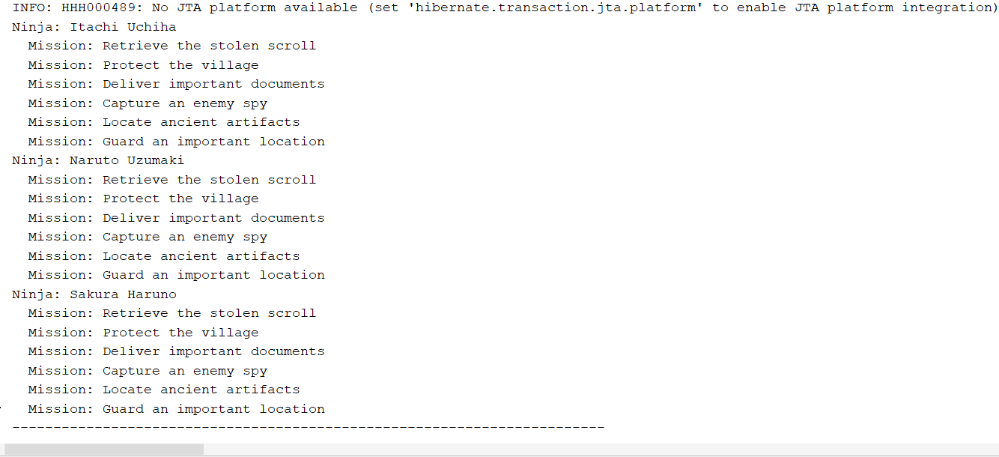 INFO: HHH000489: No JTA platform available (set 'hibernate.transaction.jta.platform' to enable JTA platform integration)
Ninja: Itachi Uchiha
  Mission: Retrieve the stolen scroll
  Mission: Protect the village
  Mission: Deliver important documents
  Mission: Capture an enemy spy
  Mission: Locate ancient artifacts
  Mission: Guard an important location
Ninja: Naruto Uzumaki
  Mission: Retrieve the stolen scroll
  Mission: Protect the village
  Mission: Deliver important documents
  Mission: Capture an enemy spy
  Mission: Locate ancient artifacts
  Mission: Guard an important location
Ninja: Sakura Haruno
  Mission: Retrieve the stolen scroll
  Mission: Protect the village
  Mission: Deliver important documents
  Mission: Capture an enemy spy
  Mission: Locate ancient artifacts
  Mission: Guard an important location
------------------------------------------------------------------------